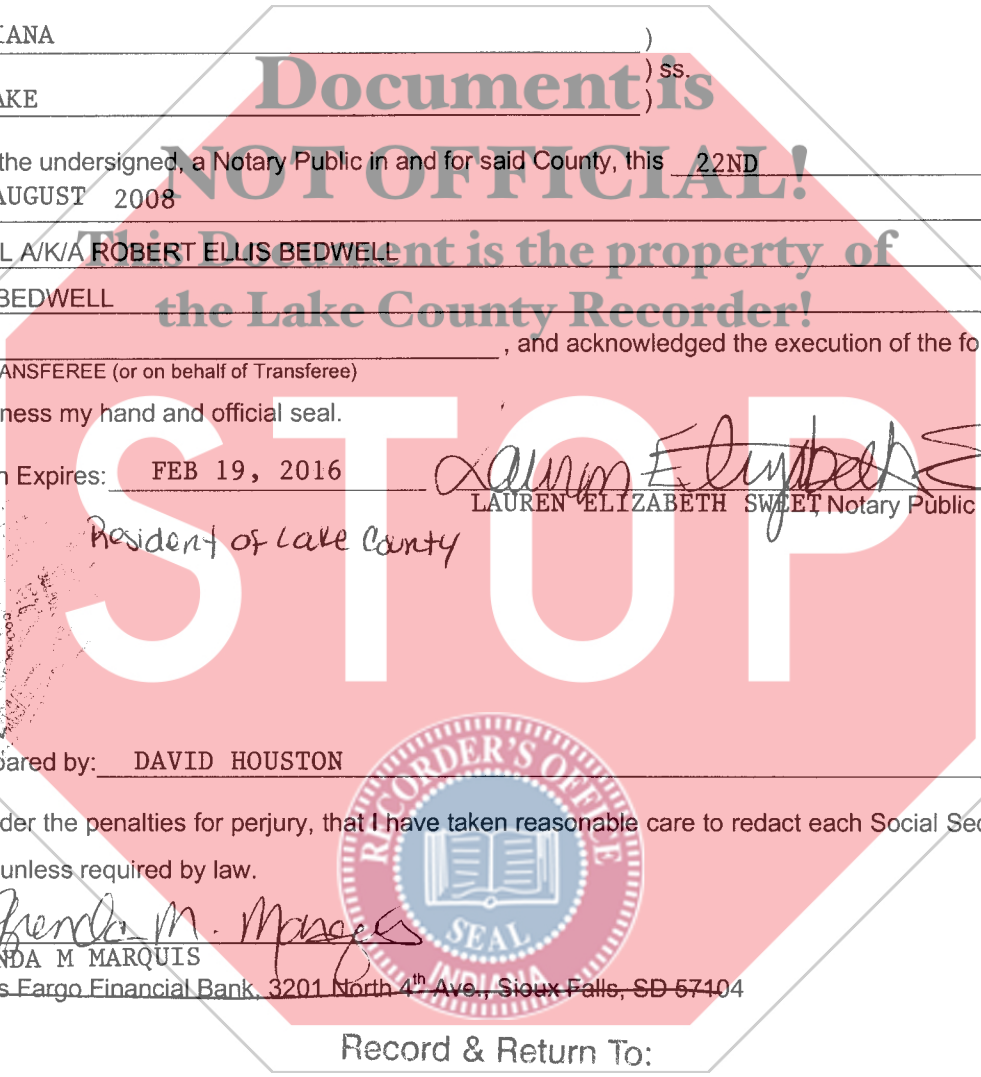 IANA )
) ss.
AKE )
Document is
the undersigned, a Notary Public in and for said County, this 22ND
NOT OFFICIAL!
AUGUST 2008
L A/K/A ROBERT ELLIS BEDWELL
This Document is the property of
BEDWELL
the Lake County Recorder!
, and acknowledged the execution of the fo
ANSFEREE (or on behalf of Transferee)
ness my hand and official seal.
STOP
n Expires: FEB 19, 2016
Lauren Elizabeth S
LAUREN ELIZABETH SWEET, Notary Public
Resident of Lake County
pared by: DAVID HOUSTON
RECORDER'S OFFICE
der the penalties for perjury, that I have taken reasonable care to redact each Social Sec
unless required by law.
SEAL
Brenda M. Marquis
NDA M MARQUIS
INDIANA
s Fargo Financial Bank, 3201 North 4th Ave., Sioux Falls, SD 57104
Record & Return To: